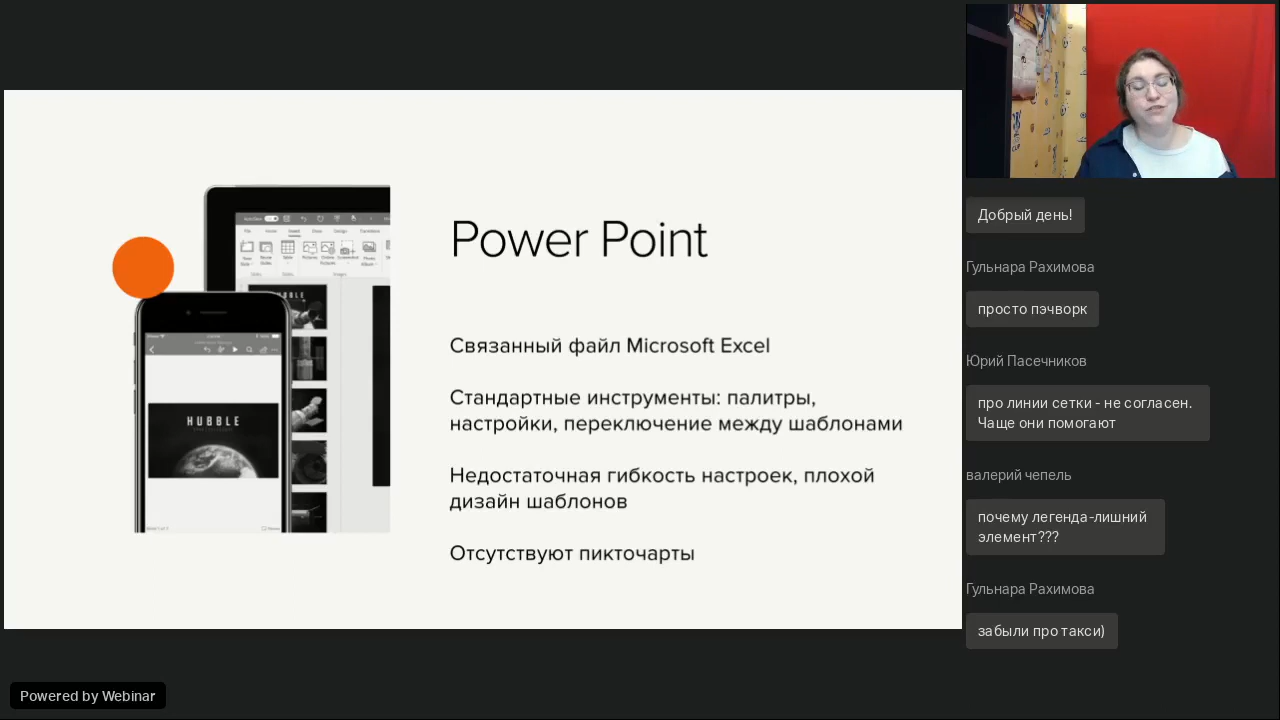 Power Point
Связанный файл Microsoft Excel
Стандартные инструменты: палитры,
настройки, переключение между шаблонами
Недостаточная гибкость настроек, плохой
дизайн шаблонов
Отсутствуют пикточарты
HUBBLE
Добрый день!
Гульнара Рахимова
просто пэчворк
Юрий Пасечников
про линии сетки - не согласен.
Чаще они помогают
валерий чепель
почему легенда-лишний
элемент???
Гульнара Рахимова
забыли про такси)
Powered by Webinar